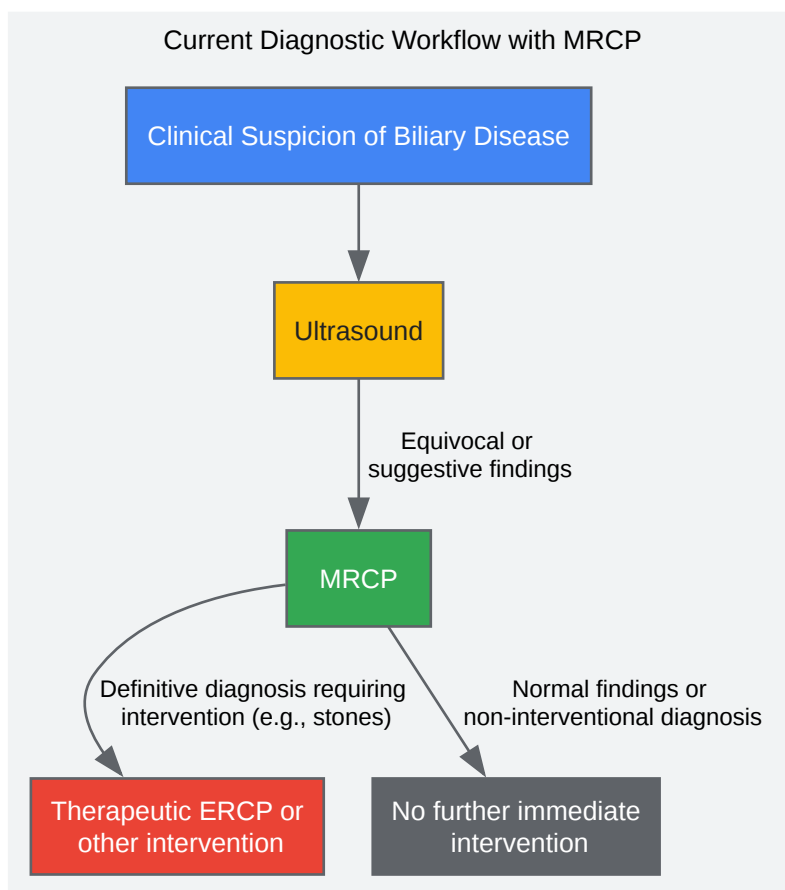 Current Diagnostic Workflow with MRCP
Clinical Suspicion of Biliary Disease
Ultrasound
Equivocal or
suggestive findings
MRCP
Definitive diagnosis requiring
intervention (e.g., stones)
Normal findings or
non-interventional diagnosis
Therapeutic ERCP or
other intervention
No further immediate
intervention